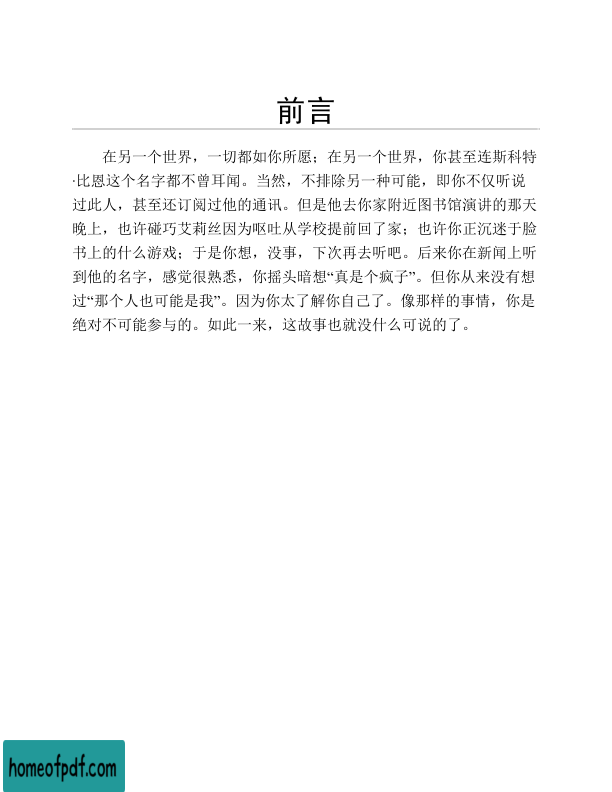 前言
在另一个世界，一切都如你所愿；在另一个世界，你甚至连斯科特
·比恩这个名字都不曾耳闻。当然，不排除另一种可能，即你不仅听说
过此人，甚至还订阅过他的通讯。但是他去你家附近图书馆演讲的那天
晚上，也许碰巧艾莉丝因为呕吐从学校提前回了家；也许你正沉迷于脸
书上的什么游戏；于是你想，没事，下次再去听吧。后来你在新闻上听
到他的名字，感觉很熟悉，你摇头暗想“真是个疯子”。但你从来没有想
过“那个人也可能是我”。因为你太了解你自己了。像那样的事情，你是
绝对不可能参与的。如此一来，这故事也就没什么可说的了。
homeofpdf.com